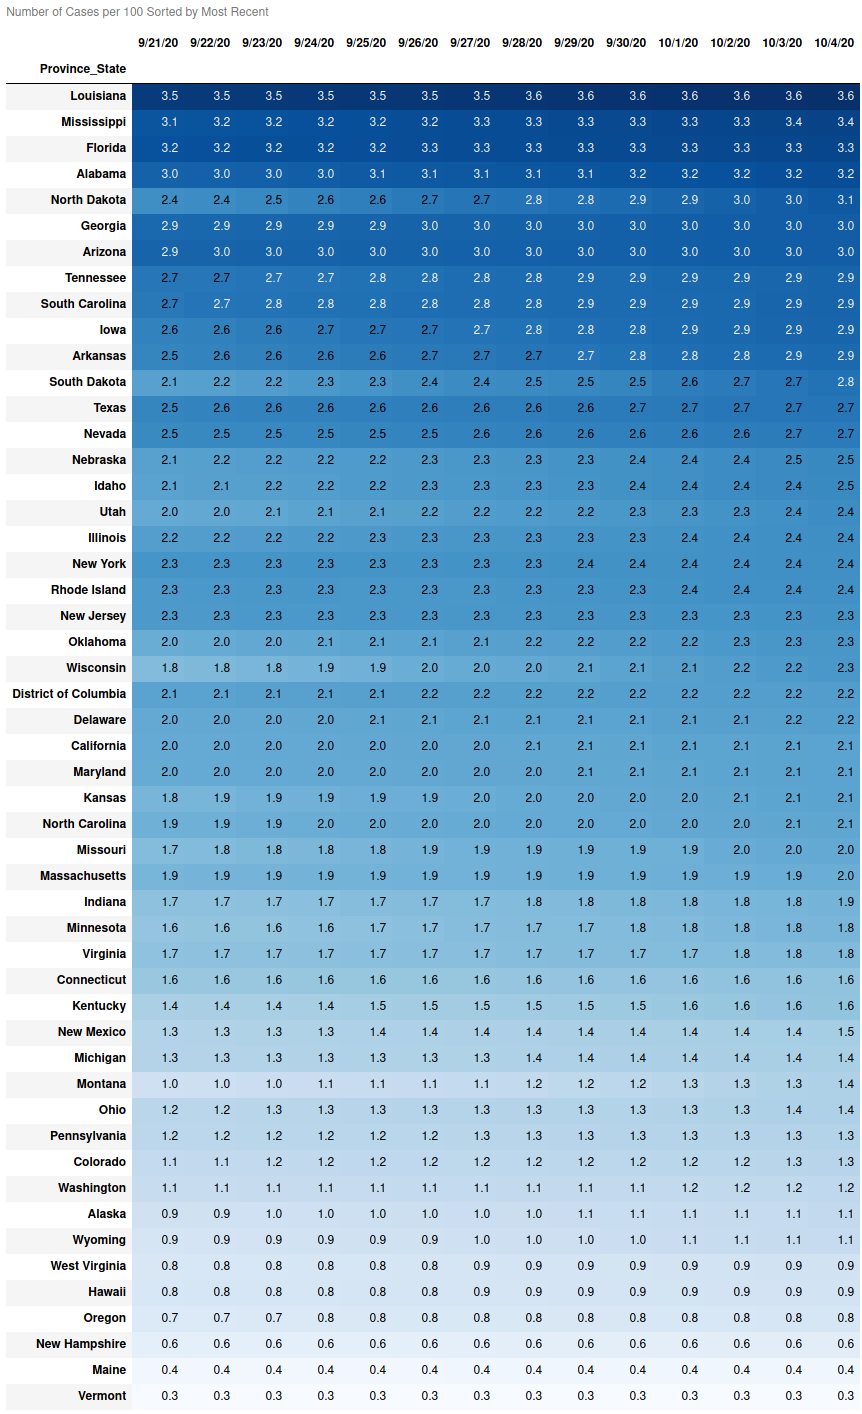 Number of Cases per 100 Sorted by Most Recent
9/21/20 9/22/20 9/23/20 9/24/20 9/25/20 9/26/20 9/27/20 9/28/20 9/29/20 9/30/20 10/1/20 10/2/20 10/3/20 10/4/20
Province_State
Louisiana 3.5 3.5 3.5 3.5 3.5 3.5 3.5 3.6 3.6 3.6 3.6 3.6 3.6 3.6
Mississippi 3.1 3.2 3.2 3.2 3.2 3.2 3.3 3.3 3.3 3.3 3.3 3.3 3.4 3.4
Florida 3.2 3.2 3.2 3.2 3.2 3.3 3.3 3.3 3.3 3.3 3.3 3.3 3.3 3.3
Alabama 3.0 3.0 3.0 3.0 3.1 3.1 3.1 3.1 3.1 3.2 3.2 3.2 3.2 3.2
North Dakota 2.4 2.4 2.5 2.6 2.6 2.7 2.7 2.8 2.8 2.9 2.9 3.0 3.0 3.1
Georgia 2.9 2.9 2.9 2.9 2.9 3.0 3.0 3.0 3.0 3.0 3.0 3.0 3.0 3.0
Arizona 2.9 3.0 3.0 3.0 3.0 3.0 3.0 3.0 3.0 3.0 3.0 3.0 3.0 3.0
Tennessee 2.7 2.7 2.7 2.7 2.8 2.8 2.8 2.8 2.9 2.9 2.9 2.9 2.9 2.9
South Carolina 2.7 2.7 2.8 2.8 2.8 2.8 2.8 2.8 2.9 2.9 2.9 2.9 2.9 2.9
Iowa 2.6 2.6 2.6 2.7 2.7 2.7 2.7 2.8 2.8 2.8 2.9 2.9 2.9 2.9
Arkansas 2.5 2.6 2.6 2.6 2.6 2.7 2.7 2.7 2.7 2.8 2.8 2.8 2.9 2.9
South Dakota 2.1 2.2 2.2 2.3 2.3 2.4 2.4 2.5 2.5 2.5 2.6 2.7 2.7 2.8
Texas 2.5 2.6 2.6 2.6 2.6 2.6 2.6 2.6 2.6 2.7 2.7 2.7 2.7 2.7
Nevada 2.5 2.5 2.5 2.5 2.5 2.5 2.6 2.6 2.6 2.6 2.6 2.6 2.7 2.7
Nebraska 2.1 2.2 2.2 2.2 2.2 2.3 2.3 2.3 2.3 2.4 2.4 2.4 2.5 2.5
Idaho 2.1 2.1 2.2 2.2 2.2 2.3 2.3 2.3 2.3 2.4 2.4 2.4 2.4 2.5
Utah 2.0 2.0 2.1 2.1 2.1 2.2 2.2 2.2 2.2 2.3 2.3 2.3 2.4 2.4
Illinois 2.2 2.2 2.2 2.2 2.3 2.3 2.3 2.3 2.3 2.3 2.4 2.4 2.4 2.4
New York 2.3 2.3 2.3 2.3 2.3 2.3 2.3 2.3 2.4 2.4 2.4 2.4 2.4 2.4
Rhode Island 2.3 2.3 2.3 2.3 2.3 2.3 2.3 2.3 2.3 2.3 2.4 2.4 2.4 2.4
New Jersey 2.3 2.3 2.3 2.3 2.3 2.3 2.3 2.3 2.3 2.3 2.3 2.3 2.3 2.3
Oklahoma 2.0 2.0 2.0 2.1 2.1 2.1 2.1 2.2 2.2 2.2 2.2 2.3 2.3 2.3
Wisconsin 1.8 1.8 1.8 1.9 1.9 2.0 2.0 2.0 2.1 2.1 2.1 2.2 2.2 2.3
District of Columbia 2.1 2.1 2.1 2.1 2.1 2.2 2.2 2.2 2.2 2.2 2.2 2.2 2.2 2.2
Delaware 2.0 2.0 2.0 2.0 2.1 2.1 2.1 2.1 2.1 2.1 2.1 2.1 2.2 2.2
California 2.0 2.0 2.0 2.0 2.0 2.0 2.0 2.1 2.1 2.1 2.1 2.1 2.1 2.1
Maryland 2.0 2.0 2.0 2.0 2.0 2.0 2.0 2.0 2.1 2.1 2.1 2.1 2.1 2.1
Kansas 1.8 1.9 1.9 1.9 1.9 1.9 2.0 2.0 2.0 2.0 2.0 2.1 2.1 2.1
North Carolina 1.9 1.9 1.9 2.0 2.0 2.0 2.0 2.0 2.0 2.0 2.0 2.0 2.1 2.1
Missouri 1.7 1.8 1.8 1.8 1.8 1.9 1.9 1.9 1.9 1.9 1.9 2.0 2.0 2.0
Massachusetts 1.9 1.9 1.9 1.9 1.9 1.9 1.9 1.9 1.9 1.9 1.9 1.9 1.9 2.0
Indiana 1.7 1.7 1.7 1.7 1.7 1.7 1.7 1.8 1.8 1.8 1.8 1.8 1.8 1.9
Minnesota 1.6 1.6 1.6 1.6 1.7 1.7 1.7 1.7 1.7 1.8 1.8 1.8 1.8 1.8
Virginia 1.7 1.7 1.7 1.7 1.7 1.7 1.7 1.7 1.7 1.7 1.7 1.8 1.8 1.8
Connecticut 1.6 1.6 1.6 1.6 1.6 1.6 1.6 1.6 1.6 1.6 1.6 1.6 1.6 1.6
Kentucky 1.4 1.4 1.4 1.4 1.5 1.5 1.5 1.5 1.5 1.5 1.6 1.6 1.6 1.6
New Mexico 1.3 1.3 1.3 1.3 1.4 1.4 1.4 1.4 1.4 1.4 1.4 1.4 1.4 1.5
Michigan 1.3 1.3 1.3 1.3 1.3 1.3 1.3 1.4 1.4 1.4 1.4 1.4 1.4 1.4
Montana 1.0 1.0 1.0 1.1 1.1 1.1 1.1 1.2 1.2 1.2 1.3 1.3 1.3 1.4
Ohio 1.2 1.2 1.3 1.3 1.3 1.3 1.3 1.3 1.3 1.3 1.3 1.3 1.4 1.4
Pennsylvania 1.2 1.2 1.2 1.2 1.2 1.2 1.3 1.3 1.3 1.3 1.3 1.3 1.3 1.3
Colorado 1.1 1.1 1.2 1.2 1.2 1.2 1.2 1.2 1.2 1.2 1.2 1.2 1.3 1.3
Washington 1.1 1.1 1.1 1.1 1.1 1.1 1.1 1.1 1.1 1.1 1.2 1.2 1.2 1.2
Alaska 0.9 0.9 1.0 1.0 1.0 1.0 1.0 1.0 1.1 1.1 1.1 1.1 1.1 1.1
Wyoming 0.9 0.9 0.9 0.9 0.9 0.9 1.0 1.0 1.0 1.0 1.1 1.1 1.1 1.1
West Virginia 0.8 0.8 0.8 0.8 0.8 0.8 0.9 0.9 0.9 0.9 0.9 0.9 0.9 0.9
Hawaii 0.8 0.8 0.8 0.8 0.8 0.8 0.9 0.9 0.9 0.9 0.9 0.9 0.9 0.9
Oregon 0.7 0.7 0.7 0.8 0.8 0.8 0.8 0.8 0.8 0.8 0.8 0.8 0.8 0.8
New Hampshire 0.6 0.6 0.6 0.6 0.6 0.6 0.6 0.6 0.6 0.6 0.6 0.6 0.6 0.6
Maine 0.4 0.4 0.4 0.4 0.4 0.4 0.4 0.4 0.4 0.4 0.4 0.4 0.4 0.4
Vermont 0.3 0.3 0.3 0.3 0.3 0.3 0.3 0.3 0.3 0.3 0.3 0.3 0.3 0.3